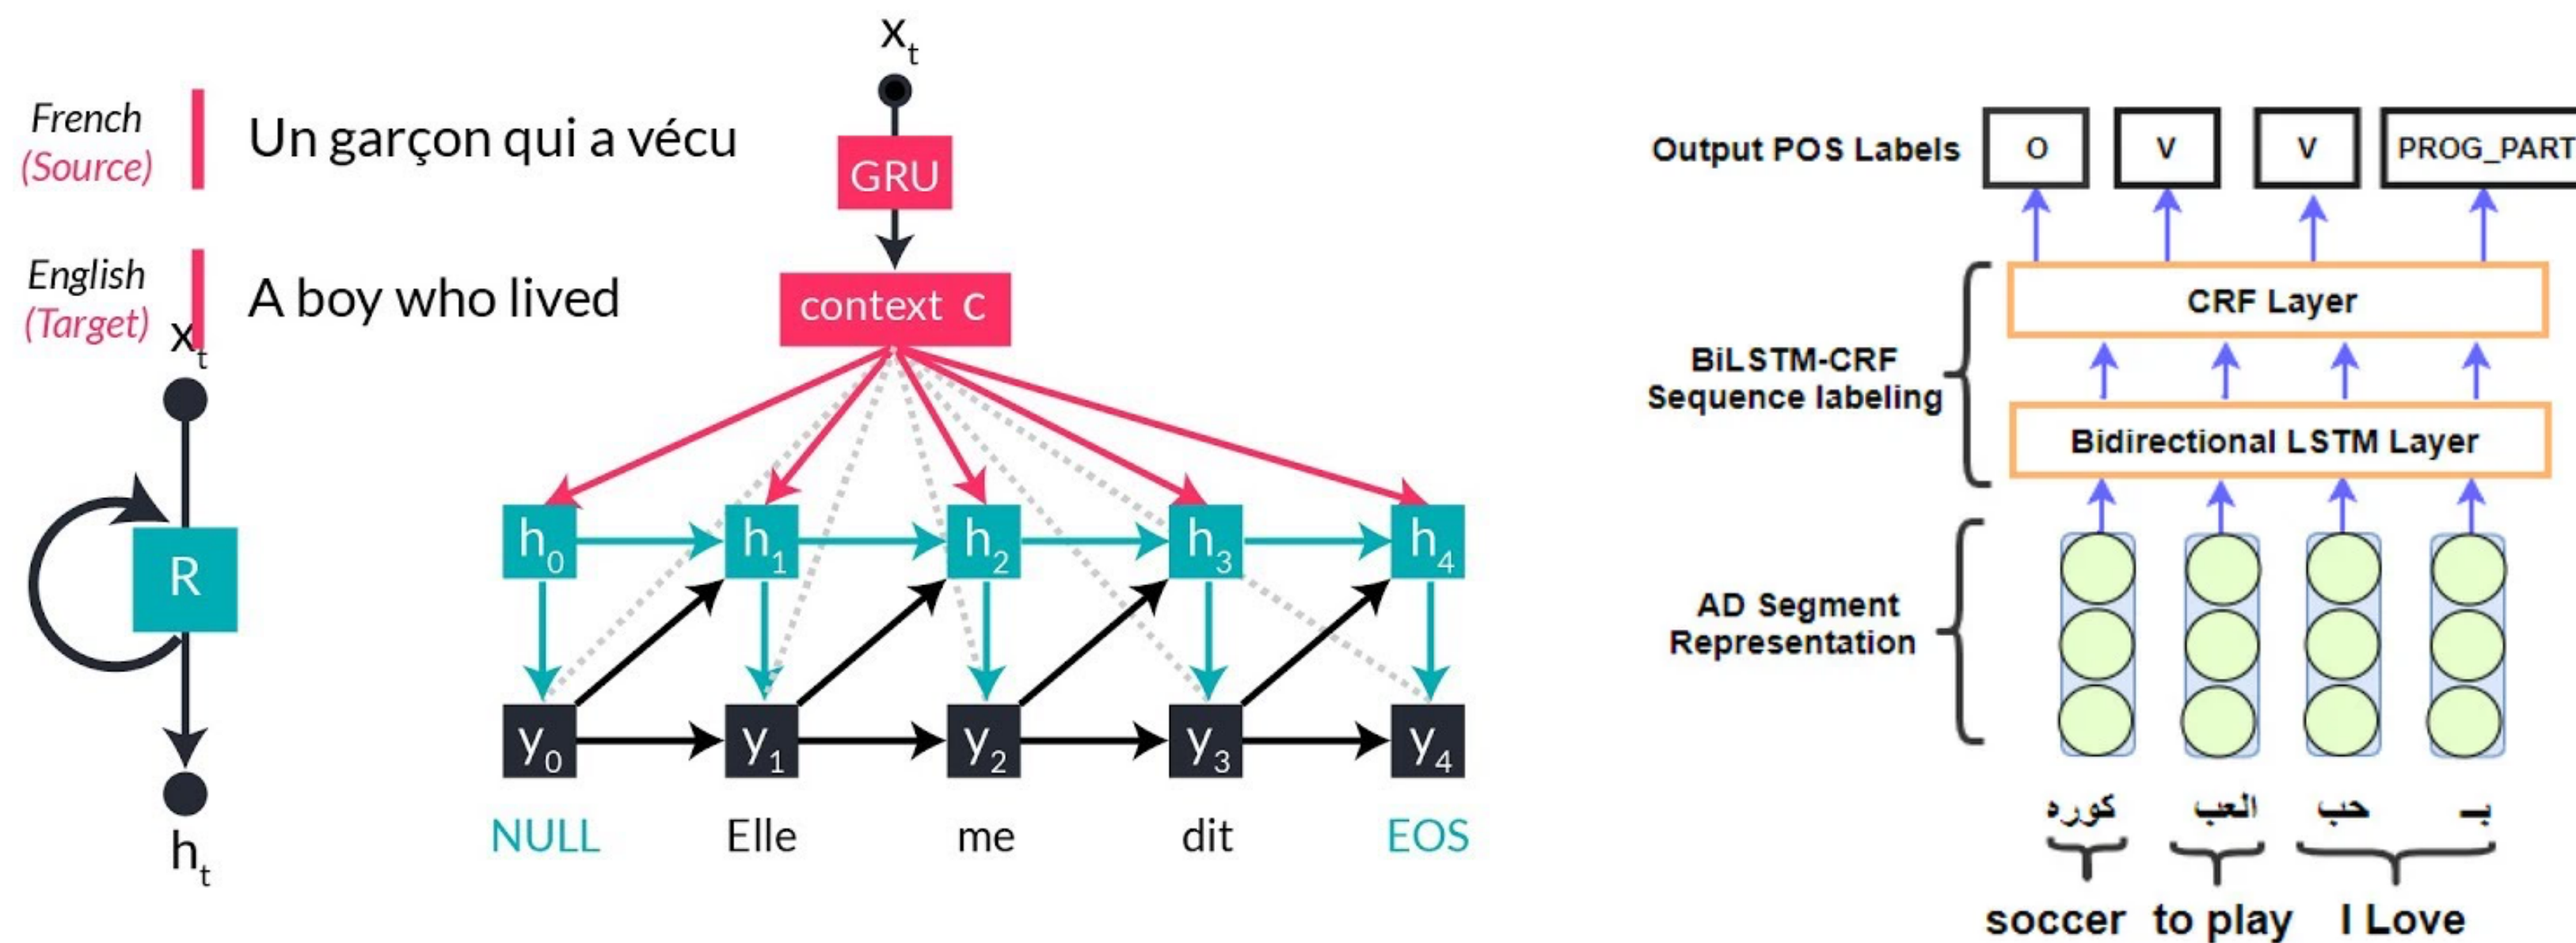 French
(Source)
Un garçon qui a vécu
English
(Target)
A boy who lived
xt
R
ht
xt
GRU
context c
h0 h1 h2 h3 h4
y0 y1 y2 y3 y4
NULL Elle me dit EOS
Output POS Labels O V V PROG_PART
CRF Layer
BiLSTM-CRF
Sequence labeling
Bidirectional LSTM Layer
AD Segment
Representation
بـ حب العب كوره
soccer to play I Love